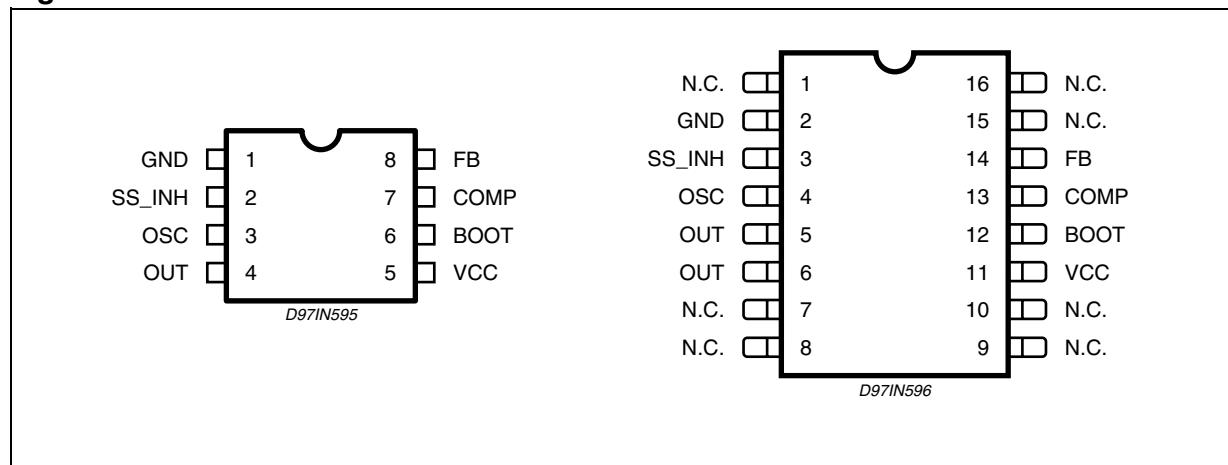 GND 1 8 FB
SS_INH 2 7 COMP
OSC 3 6 BOOT
OUT 4 5 VCC
D97IN595
N.C. 1 16 N.C.
GND 2 15 N.C.
SS_INH 3 14 FB
OSC 4 13 COMP
OUT 5 12 BOOT
OUT 6 11 VCC
N.C. 7 10 N.C.
N.C. 8 9 N.C.
D97IN596